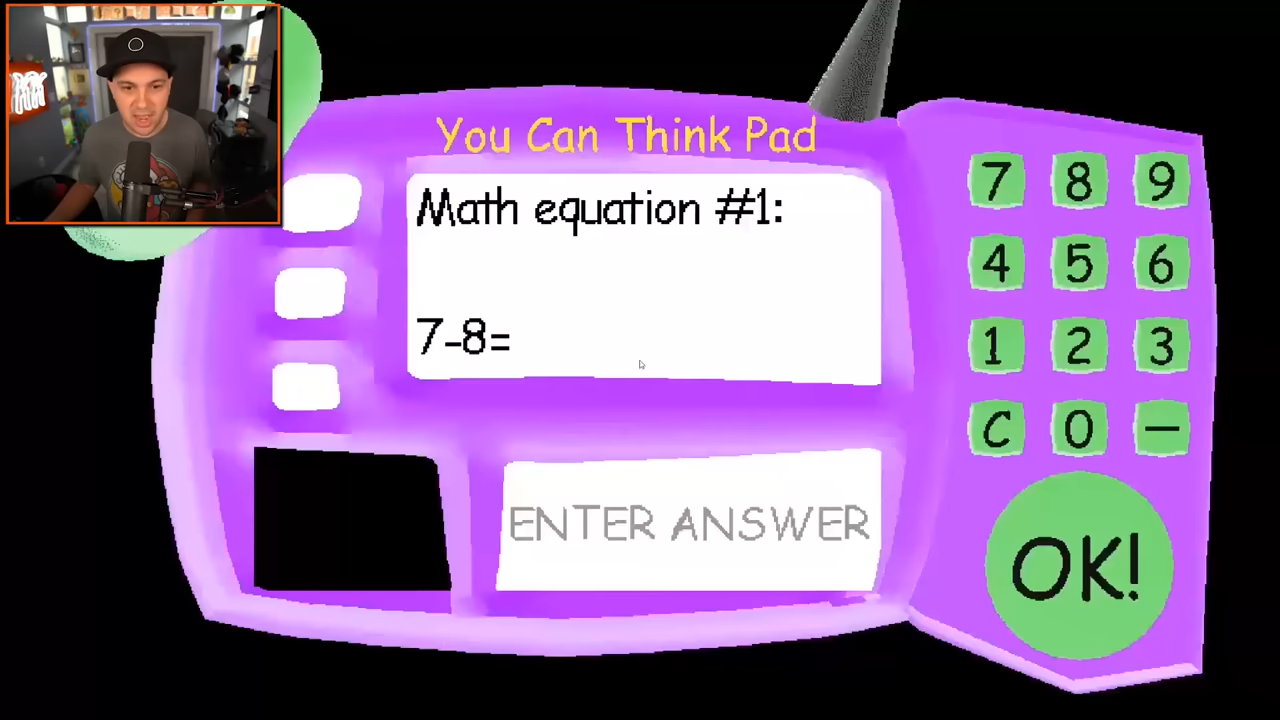 You Can Think Pad
Math equation #1:
7-8=
ENTER ANSWER
7 8 9
4 5 6
1 2 3
C 0 –
OK!